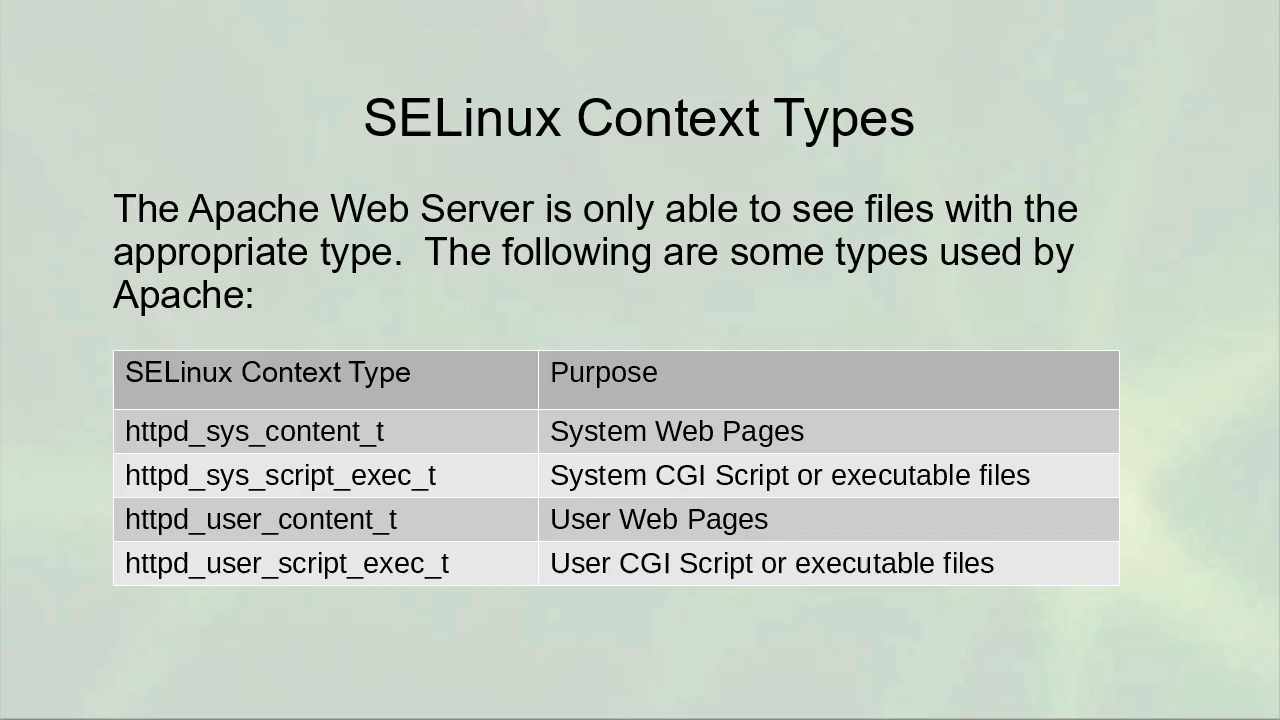 SELinux Context Types
The Apache Web Server is only able to see files with the
appropriate type.  The following are some types used by
Apache:
SELinux Context Type Purpose
httpd_sys_content_t System Web Pages
httpd_sys_script_exec_t System CGI Script or executable files
httpd_user_content_t User Web Pages
httpd_user_script_exec_t User CGI Script or executable files